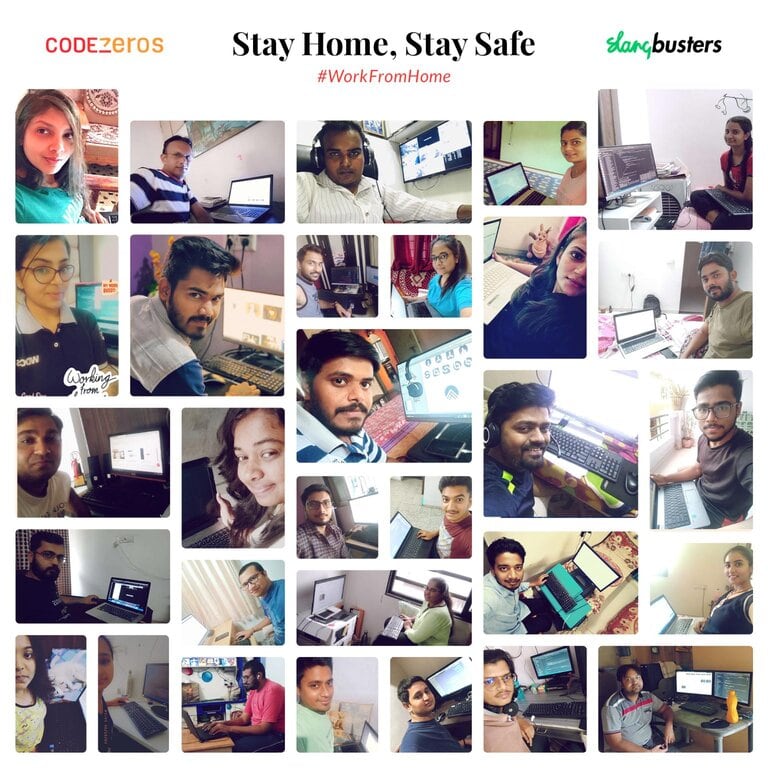 CODEZEROS
Stay Home, Stay Safe
Slangbusters
#WorkFromHome
Working
from